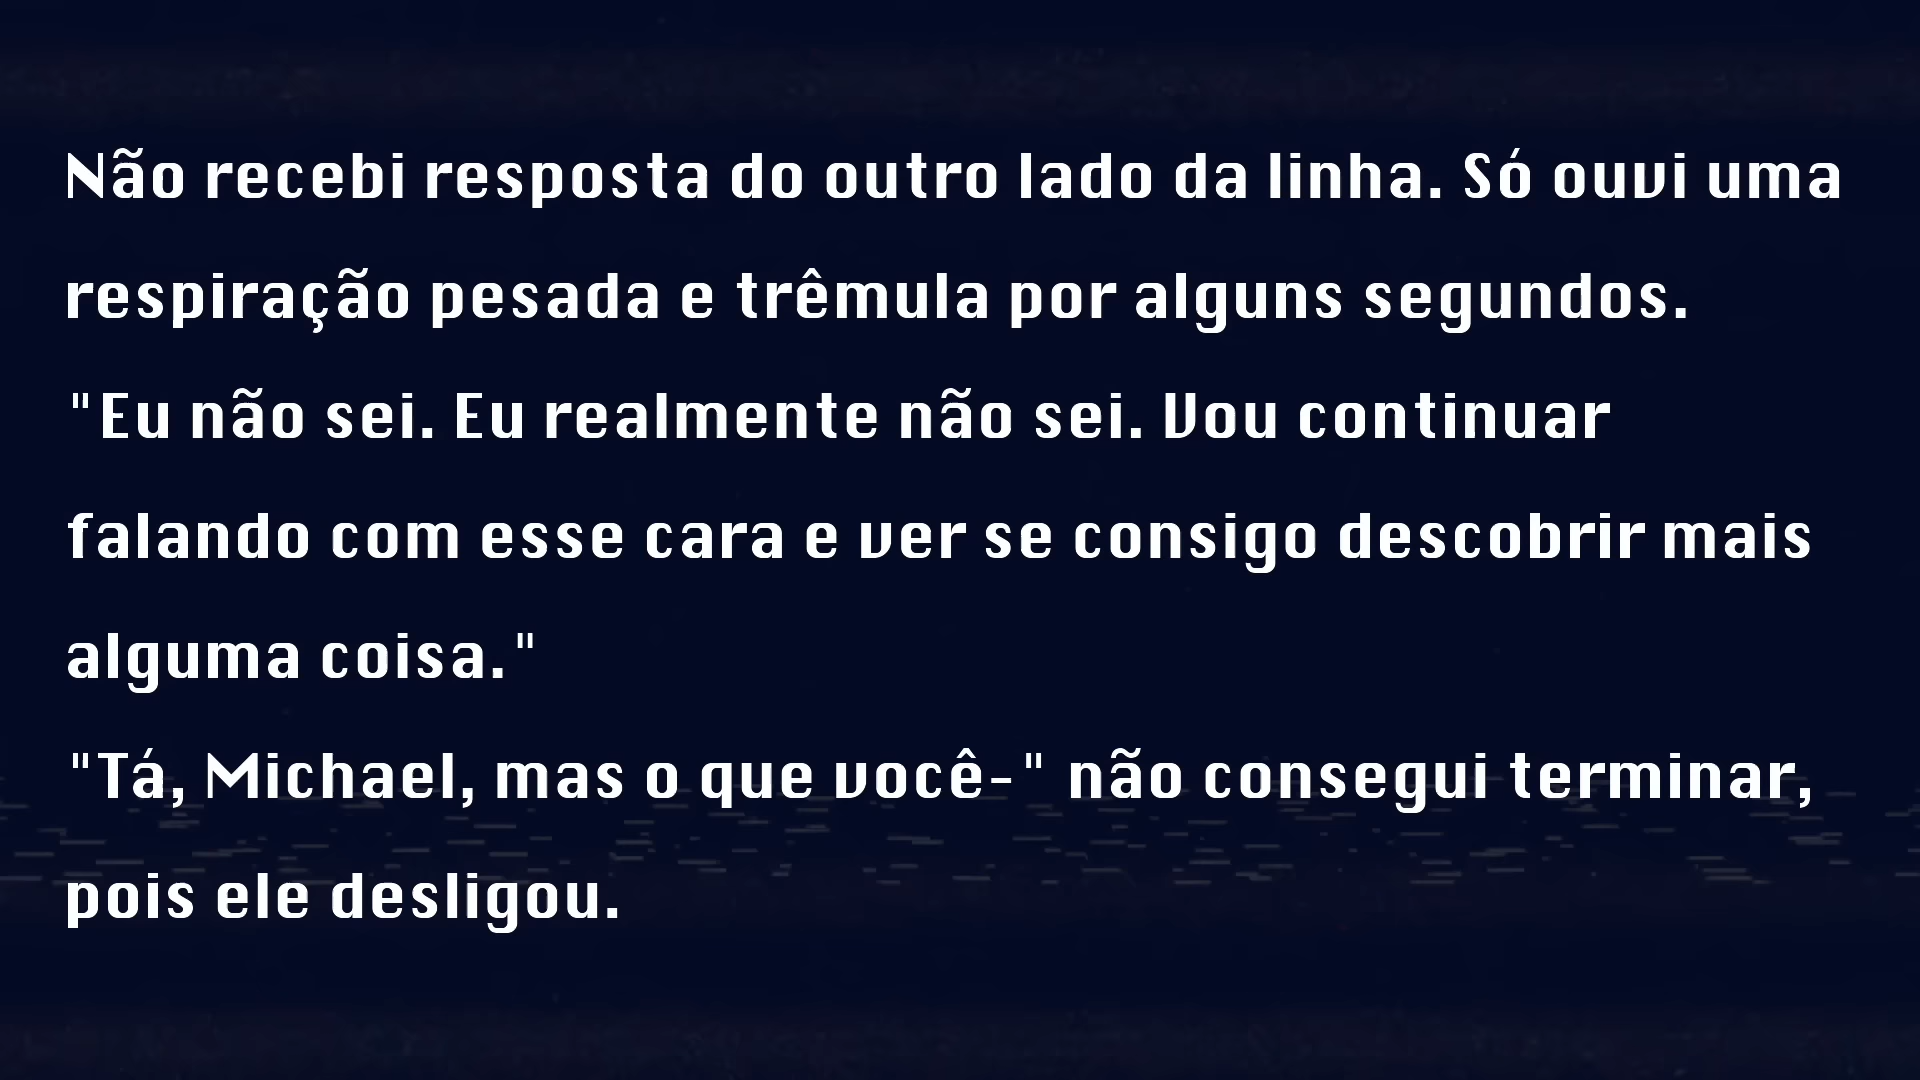 Não recebi resposta do outro lado da linha. Só ouvi uma
respiração pesada e trêmula por alguns segundos.
"Eu não sei. Eu realmente não sei. Vou continuar
falando com esse cara e ver se consigo descobrir mais
alguma coisa."
"Tá, Michael, mas o que você-" não consegui terminar,
pois ele desligou.